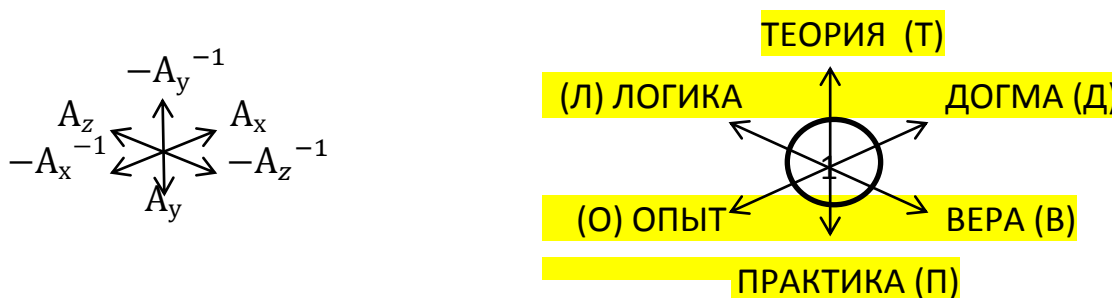 −A_y^−1
A_z A_x
−A_x^−1 −A_z^−1
A_y
ТЕОРИЯ (Т)
(Л) ЛОГИКА ДОГМА (Д)
1
(О) ОПЫТ ВЕРА (В)
ПРАКТИКА (П)